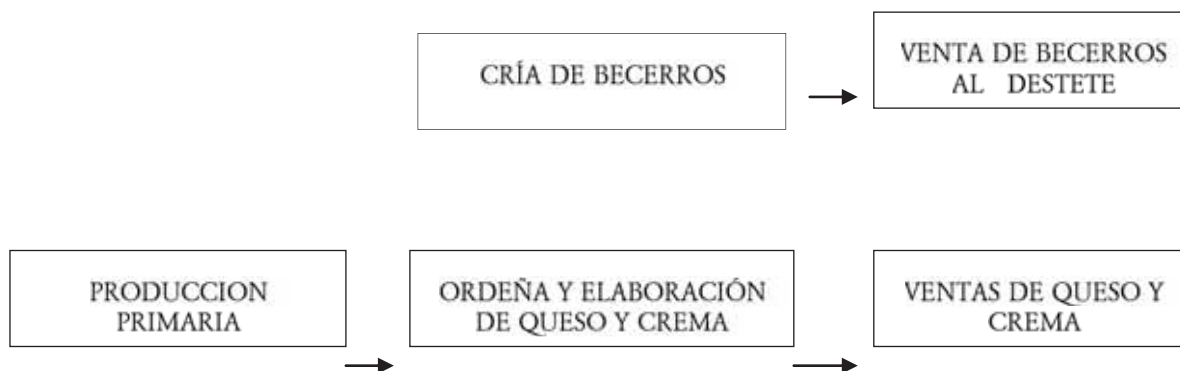 CRÍA DE BECERROS
VENTA DE BECERROS
AL DESTETE
PRODUCCION
PRIMARIA
ORDEÑA Y ELABORACIÓN
DE QUESO Y CREMA
VENTAS DE QUESO Y
CREMA